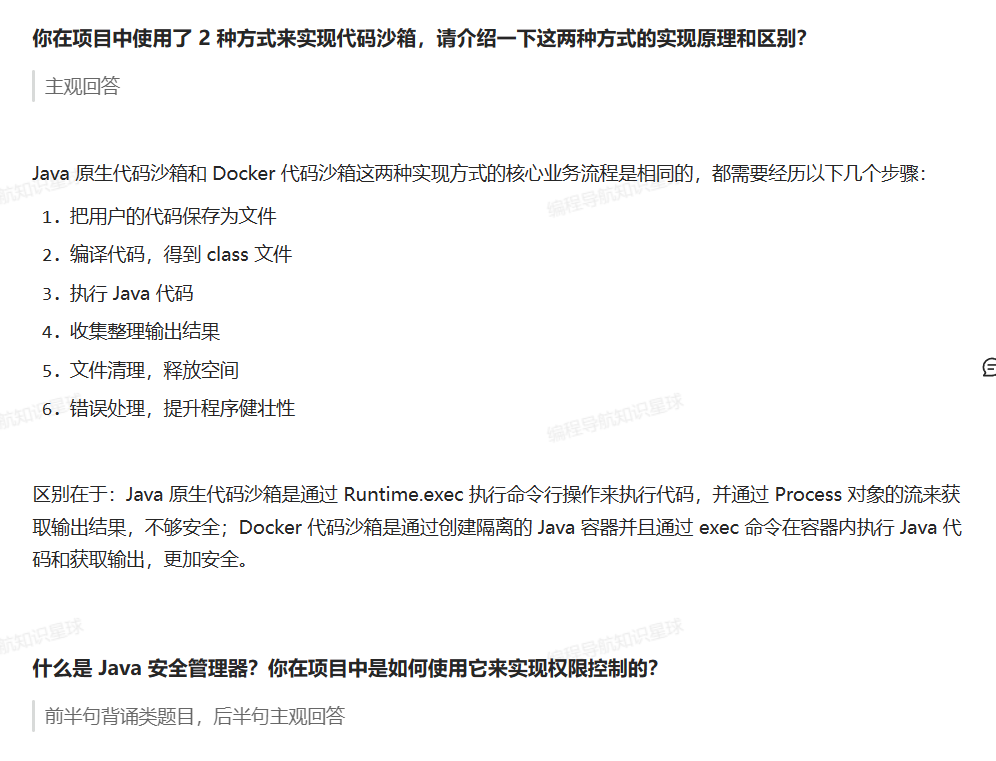 你在项目中使用了 2 种方式来实现代码沙箱，请介绍一下这两种方式的实现原理和区别？
主观回答
Java 原生代码沙箱和 Docker 代码沙箱这两种实现方式的核心业务流程是相同的，都需要经历以下几个步骤：
编程导航知识星球
1. 把用户的代码保存为文件
2. 编译代码，得到 class 文件
3. 执行 Java 代码
4. 收集整理输出结果
5. 文件清理，释放空间
航知识星球
编程导航知识星球
6. 错误处理，提升程序健壮性
区别在于：Java 原生代码沙箱是通过 Runtime.exec 执行命令行操作来执行代码，并通过 Process 对象的流来获
取输出结果，不够安全；Docker 代码沙箱是通过创建隔离的 Java 容器并且通过 exec 命令在容器内执行 Java 代
码和获取输出，更加安全。
航知识星球
编程导航知识星球
什么是 Java 安全管理器？你在项目中是如何使用它来实现权限控制的？
前半句背诵类题目，后半句主观回答